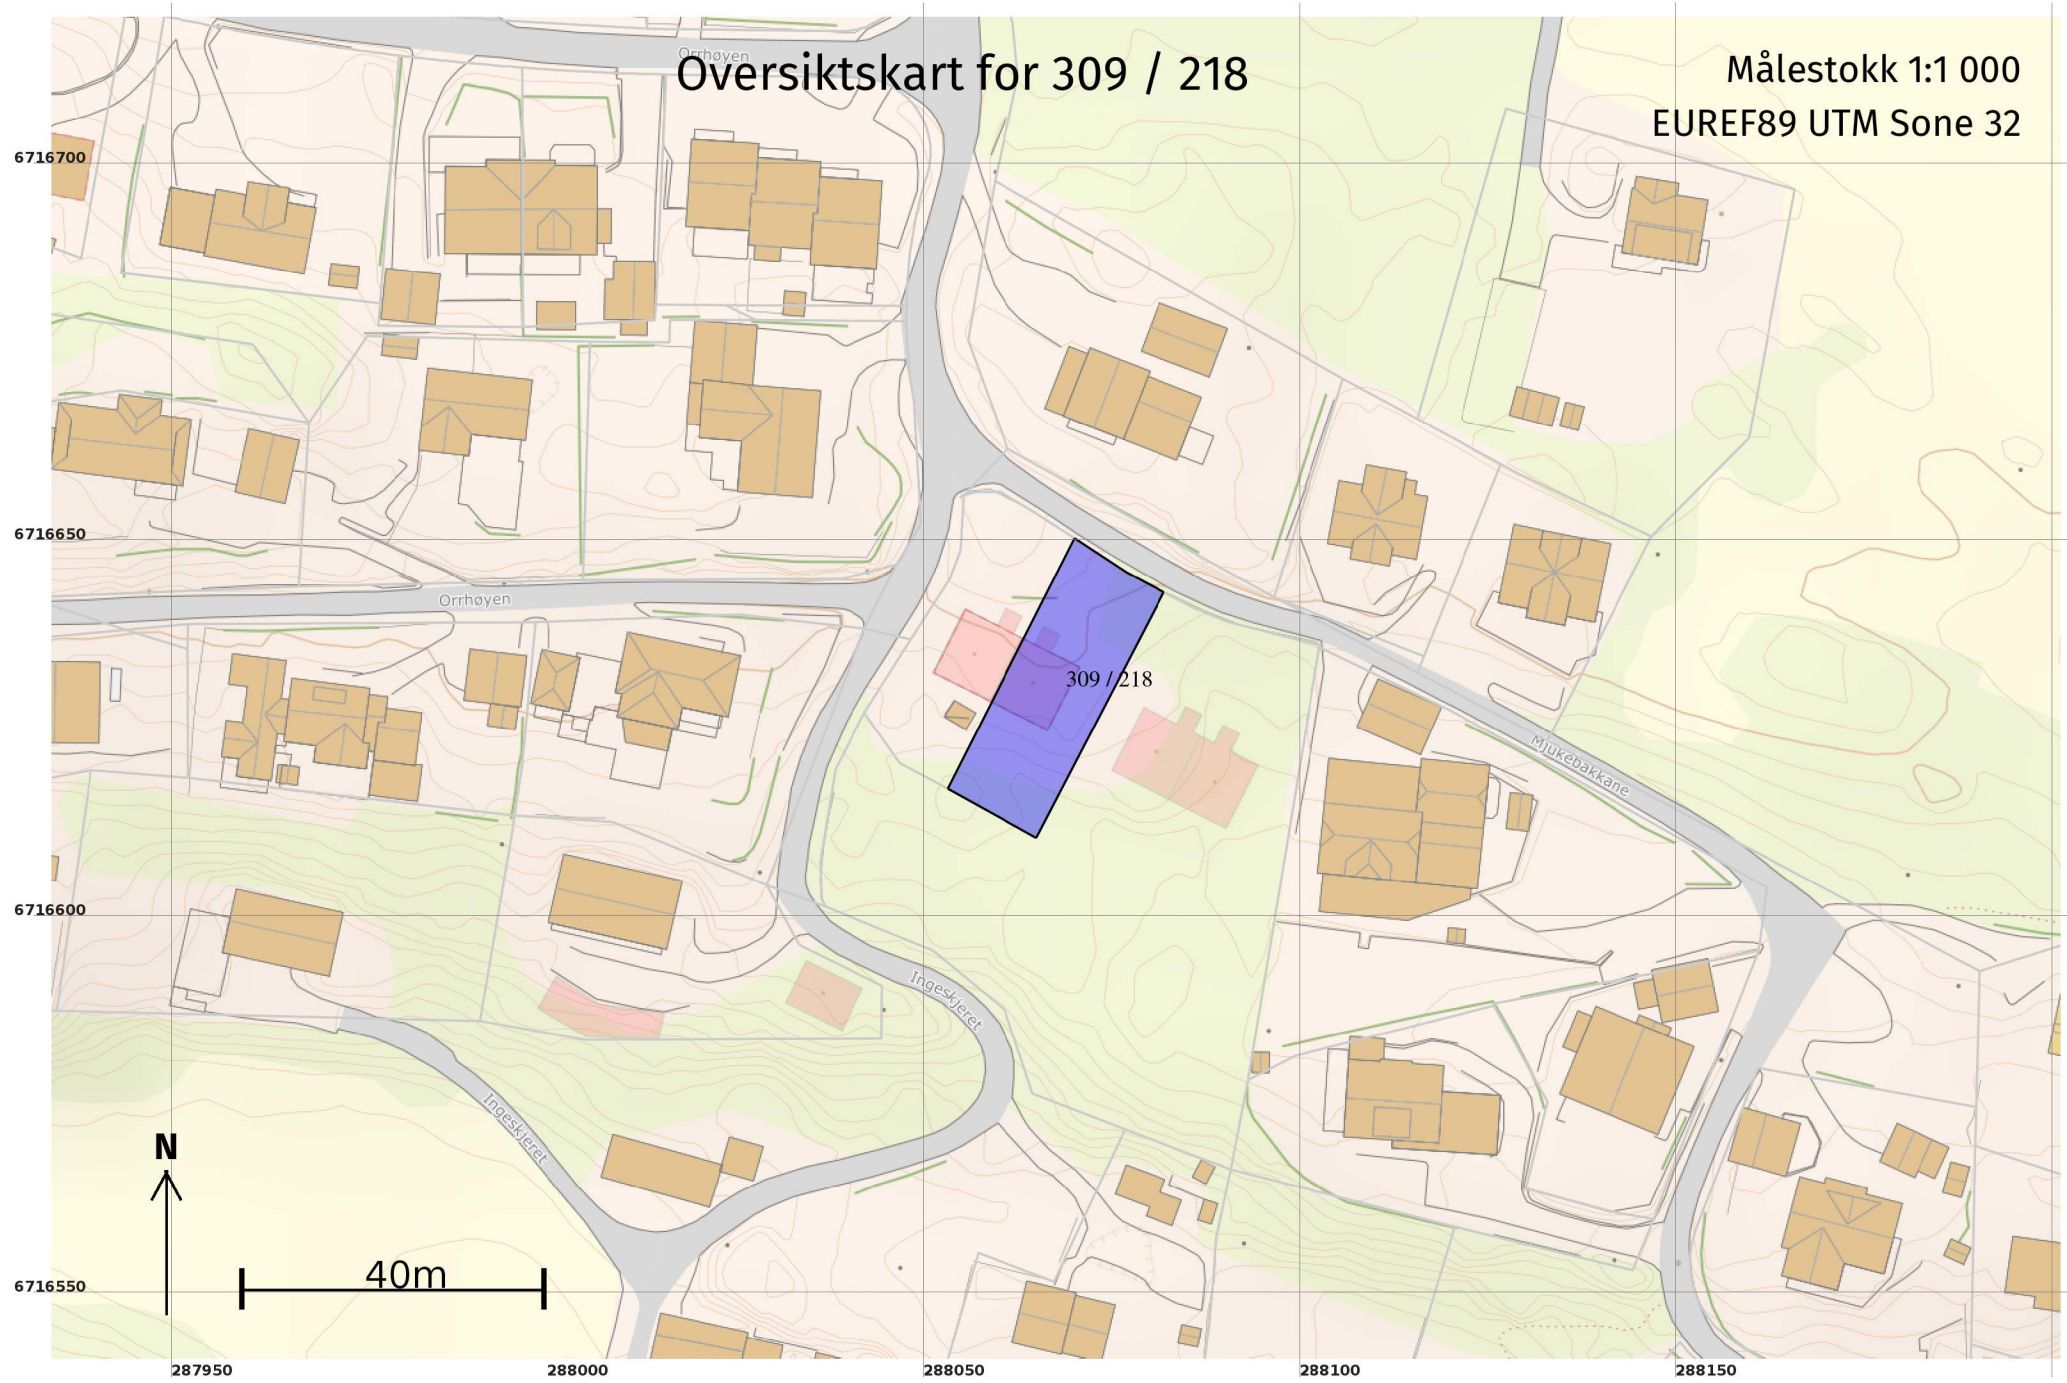 Orrhøyen
Oversiktskart for 309 / 218
Målestokk 1:1 000
EUREF89 UTM Sone 32
6716700
6716650
Orrhøyen
309 / 218
Mjukebakkane
6716600
Ingeskjeret
Ingeskjeret
N
40m
6716550
287950
288000
288050
288100
288150